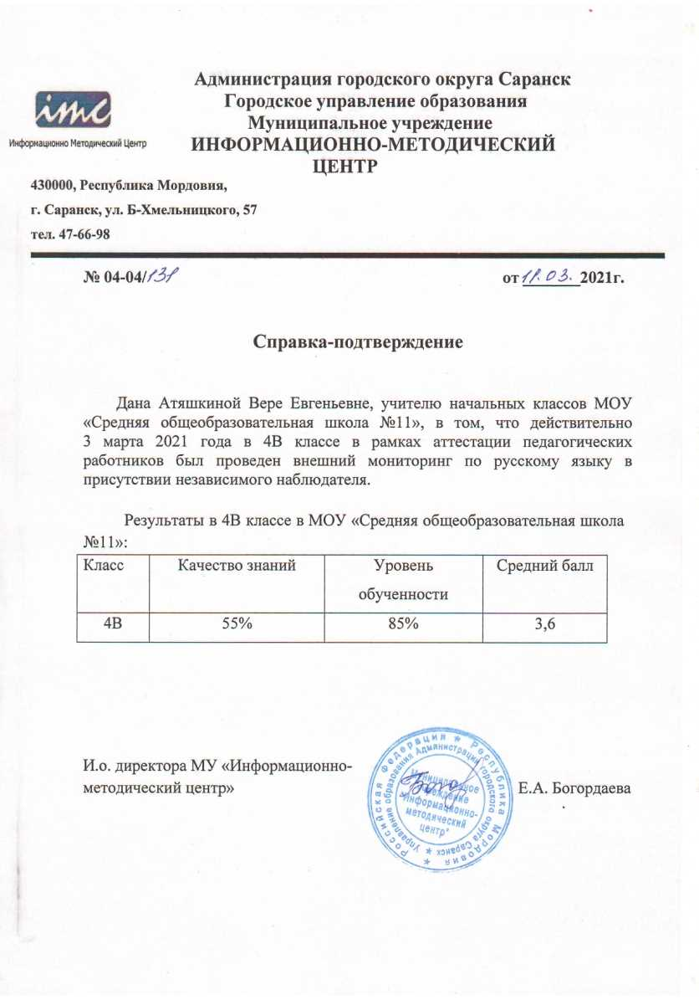 Администрация городского округа Саранск
Городское управление образования
Муниципальное учреждение
ИНФОРМАЦИОННО-МЕТОДИЧЕСКИЙ
ЦЕНТР
imc
Информационно Методический Центр
430000, Республика Мордовия,
г. Саранск, ул. Б-Хмельницкого, 57
тел. 47-66-98
№ 04-04/131 от 11.03. 2021г.
Справка-подтверждение
Дана Атяшкиной Вере Евгеньевне, учителю начальных классов МОУ
«Средняя общеобразовательная школа №11», в том, что действительно
3 марта 2021 года в 4В классе в рамках аттестации педагогических
работников был проведен внешний мониторинг по русскому языку в
присутствии независимого наблюдателя.
Результаты в 4В классе в МОУ «Средняя общеобразовательная школа
№11»:
Класс Качество знаний Уровень обученности Средний балл
4В 55% 85% 3,6
И.о. директора МУ «Информационно-
методический центр» Е.А. Богордаева
Российская Федерация ★ Республика Мордовия ★
Управление образования Администрации городского округа Саранск ★
Муниципальное
учреждение
"Информационно-
методический
центр"